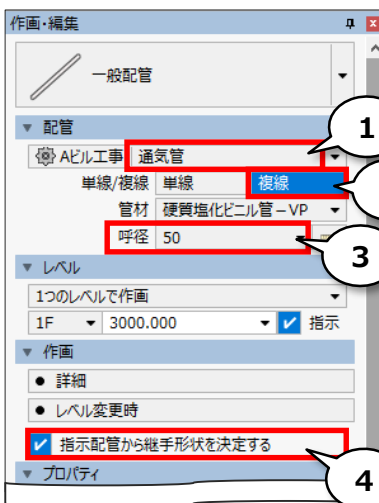 作画・編集
一般配管
配管
1
Aビル工事 通気管
単線/複線 単線 複線
管材 硬質塩化ビニル管－VP
呼径 50
3
レベル
1つのレベルで作画
1F 3000.000 指示
作画
詳細
レベル変更時
指示配管から継手形状を決定する
プロパティ
4